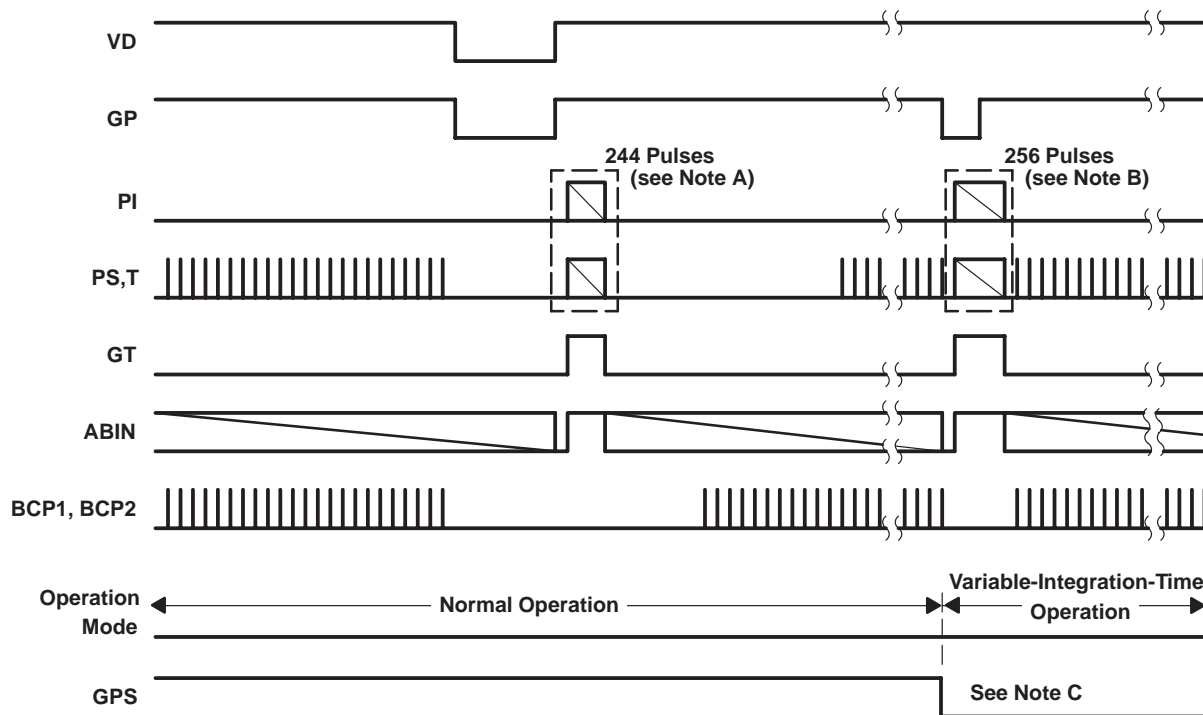 VD
GP
244 Pulses
(see Note A)
256 Pulses
(see Note B)
PI
PS,T
GT
ABIN
BCP1, BCP2
Operation
Mode
Normal Operation
Variable-Integration-Time
Operation
GPS
See Note C